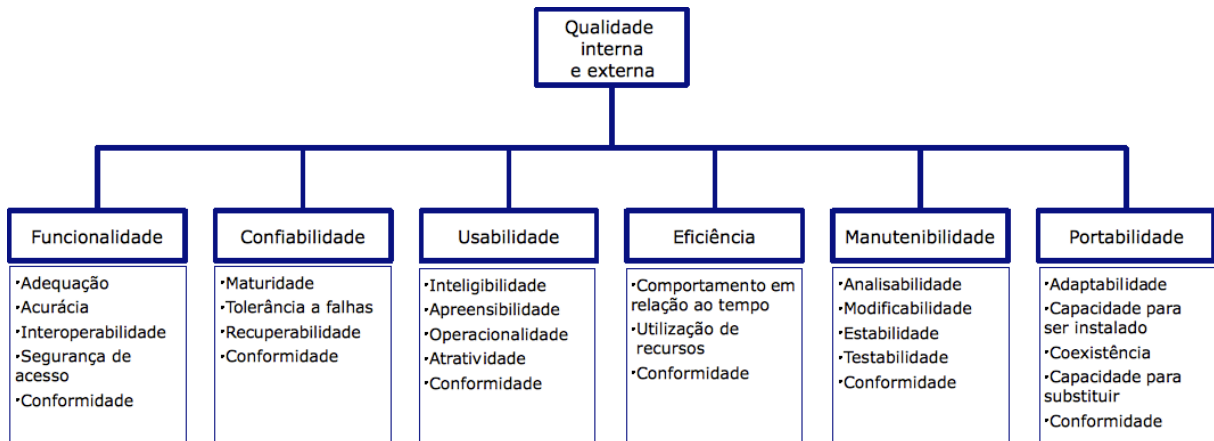 Qualidade
interna
e externa
Funcionalidade
•Adequação
•Acurácia
•Interoperabilidade
•Segurança de
acesso
•Conformidade
Confiabilidade
•Maturidade
•Tolerância a falhas
•Recuperabilidade
•Conformidade
Usabilidade
•Inteligibilidade
•Apreensibilidade
•Operacionalidade
•Atratividade
•Conformidade
Eficiência
•Comportamento em
relação ao tempo
•Utilização de
recursos
•Conformidade
Manutenibilidade
•Analisabilidade
•Modificabilidade
•Estabilidade
•Testabilidade
•Conformidade
Portabilidade
•Adaptabilidade
•Capacidade para
ser instalado
•Coexistência
•Capacidade para
substituir
•Conformidade